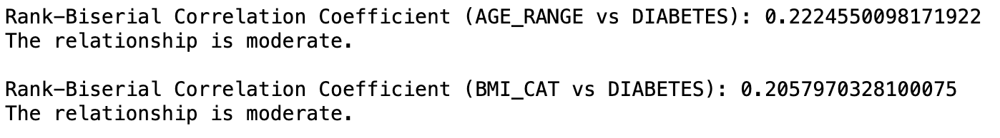 Rank-Biserial Correlation Coefficient (AGE_RANGE vs DIABETES): 0.2224550098171922
The relationship is moderate.
Rank-Biserial Correlation Coefficient (BMI_CAT vs DIABETES): 0.2057970328100075
The relationship is moderate.